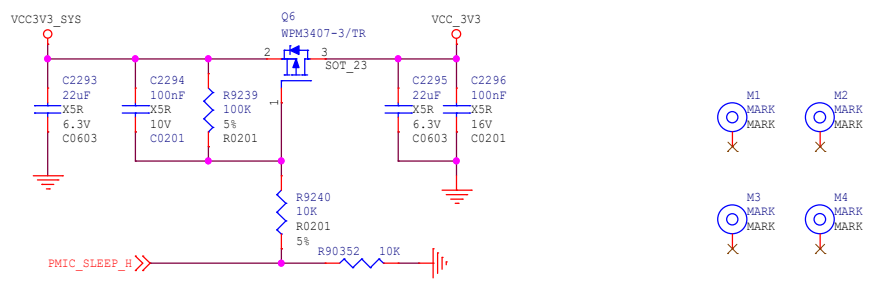 VCC3V3_SYS
Q6
WPM3407-3/TR
VCC_3V3
2
3
SOT_23
1
C2293
22uF
X5R
6.3V
C0603
C2294
100nF
X5R
10V
C0201
R9239
100K
5%
R0201
C2295
22uF
X5R
6.3V
C0603
C2296
100nF
X5R
16V
C0201
M1
MARK
MARK
M2
MARK
MARK
R9240
10K
R0201
5%
M3
MARK
MARK
M4
MARK
MARK
PMIC_SLEEP_H
R90352 10K